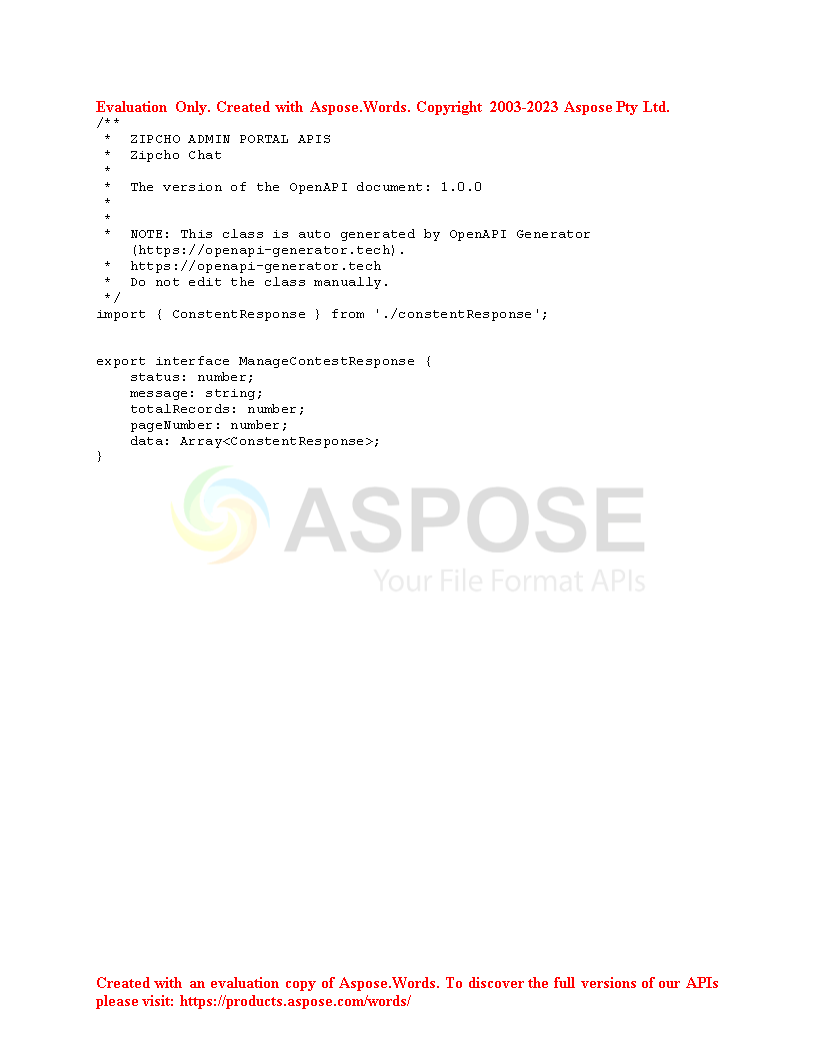 Evaluation Only. Created with Aspose.Words. Copyright 2003-2023 Aspose Pty Ltd.
/**
 *  ZIPCHO ADMIN PORTAL APIS
 *  Zipcho Chat
 *
 *  The version of the OpenAPI document: 1.0.0
 *
 *
 *  NOTE: This class is auto generated by OpenAPI Generator
    (https://openapi-generator.tech).
 *  https://openapi-generator.tech
 *  Do not edit the class manually.
 */
import { ConstentResponse } from './constentResponse';
export interface ManageContestResponse {
    status: number;
    message: string;
    totalRecords: number;
    pageNumber: number;
    data: Array<ConstentResponse>;
}
ASPOSE
Your File Format APIs
Created with an evaluation copy of Aspose.Words. To discover the full versions of our APIs
please visit: https://products.aspose.com/words/